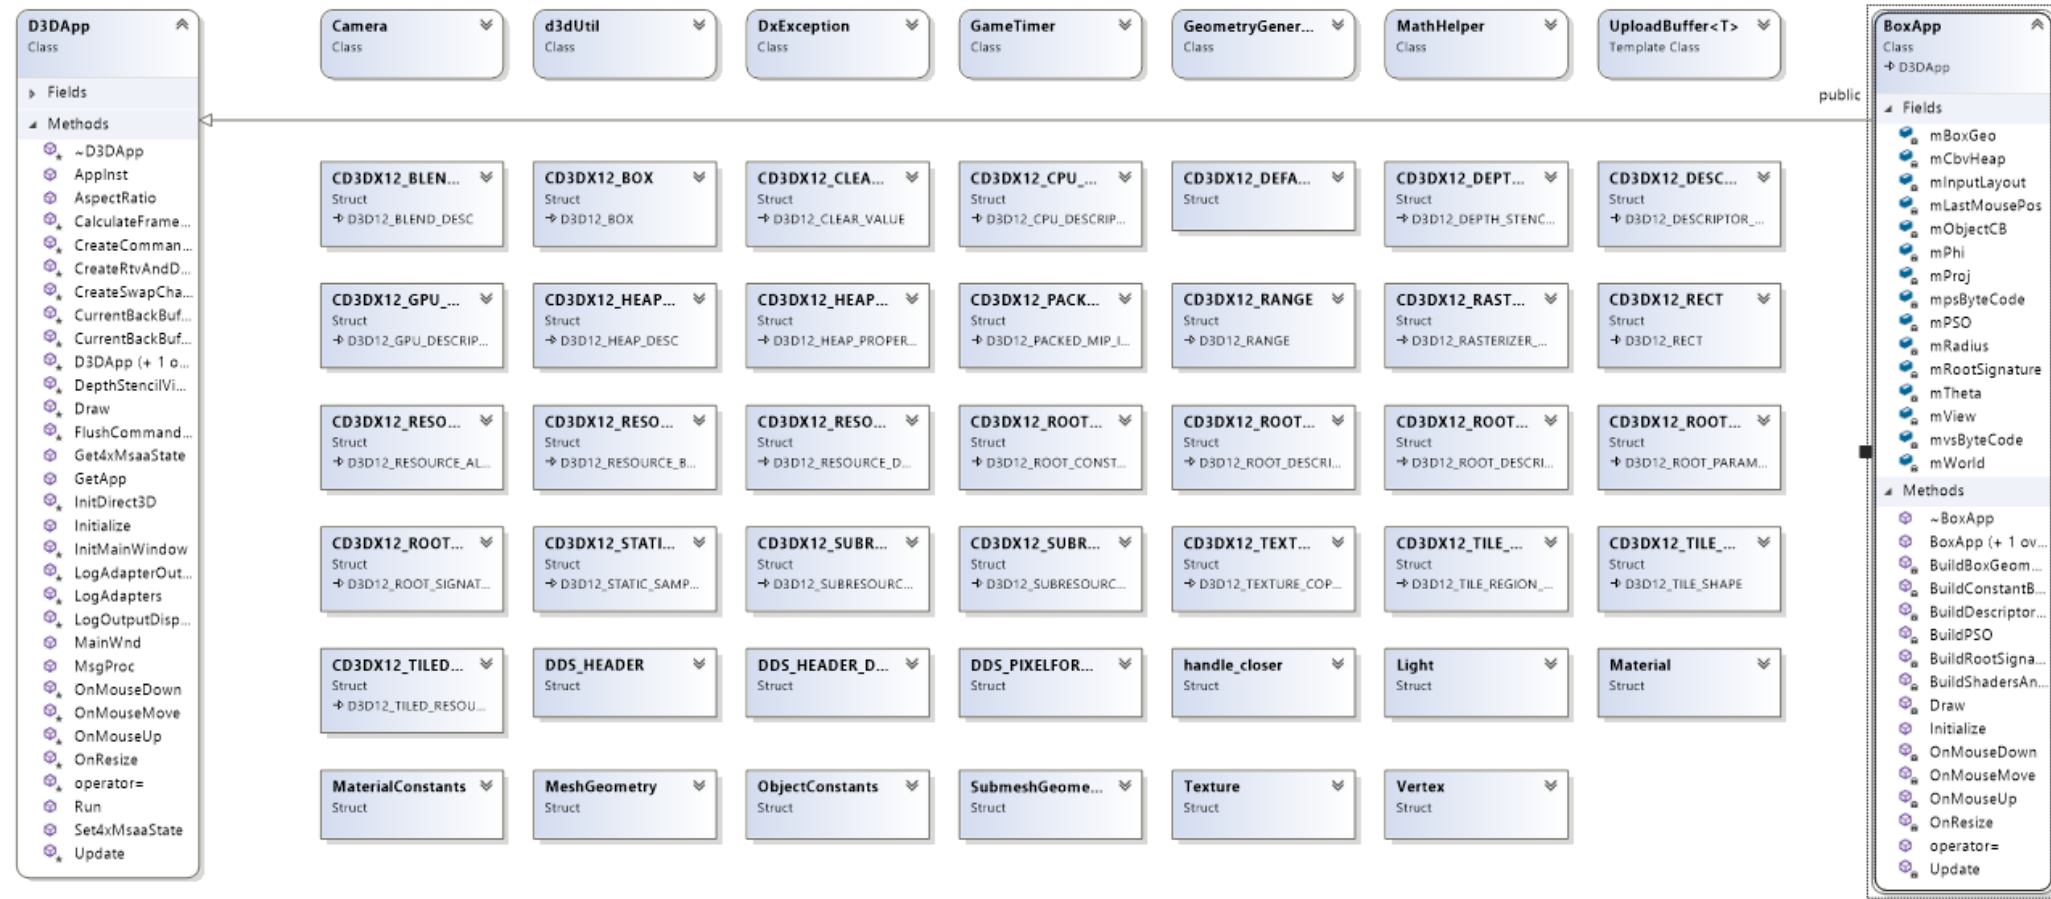 D3DApp
Class
Fields
Methods
~D3DApp
AppInst
AspectRatio
CalculateFrame...
CreateComman...
CreateRtvAndD...
CreateSwapCha...
CurrentBackBuf...
CurrentBackBuf...
D3DApp (+ 1 o...
DepthStencilVi...
Draw
FlushCommand...
Get4xMsaaState
GetApp
InitDirect3D
Initialize
InitMainWindow
LogAdapterOut...
LogAdapters
LogOutputDisp...
MainWnd
MsgProc
OnMouseDown
OnMouseMove
OnMouseUp
OnResize
operator=
Run
Set4xMsaaState
Update
Camera
Class
d3dUtil
Class
DxException
Class
GameTimer
Class
GeometryGener...
Class
MathHelper
Class
UploadBuffer<T>
Template Class
public
CD3DX12_BLEN...
Struct
D3D12_BLEND_DESC
CD3DX12_BOX
Struct
D3D12_BOX
CD3DX12_CLEA...
Struct
D3D12_CLEAR_VALUE
CD3DX12_CPU_...
Struct
D3D12_CPU_DESCRIP...
CD3DX12_DEFA...
Struct
CD3DX12_DEPT...
Struct
D3D12_DEPTH_STENC...
CD3DX12_DESC...
Struct
D3D12_DESCRIPTOR_...
CD3DX12_GPU_...
Struct
D3D12_GPU_DESCRIP...
CD3DX12_HEAP...
Struct
D3D12_HEAP_DESC
CD3DX12_HEAP...
Struct
D3D12_HEAP_PROPER...
CD3DX12_PACK...
Struct
D3D12_PACKED_MIP_I...
CD3DX12_RANGE
Struct
D3D12_RANGE
CD3DX12_RAST...
Struct
D3D12_RASTERIZER_...
CD3DX12_RECT
Struct
D3D12_RECT
CD3DX12_RESO...
Struct
D3D12_RESOURCE_AL...
CD3DX12_RESO...
Struct
D3D12_RESOURCE_B...
CD3DX12_RESO...
Struct
D3D12_RESOURCE_D...
CD3DX12_ROOT...
Struct
D3D12_ROOT_CONST...
CD3DX12_ROOT...
Struct
D3D12_ROOT_DESCRI...
CD3DX12_ROOT...
Struct
D3D12_ROOT_DESCRI...
CD3DX12_ROOT...
Struct
D3D12_ROOT_PARAM...
CD3DX12_ROOT...
Struct
D3D12_ROOT_SIGNAT...
CD3DX12_STATI...
Struct
D3D12_STATIC_SAMP...
CD3DX12_SUBR...
Struct
D3D12_SUBRESOURC...
CD3DX12_SUBR...
Struct
D3D12_SUBRESOURC...
CD3DX12_TEXT...
Struct
D3D12_TEXTURE_COP...
CD3DX12_TILE_...
Struct
D3D12_TILE_REGION_...
CD3DX12_TILE_...
Struct
D3D12_TILE_SHAPE
CD3DX12_TILED...
Struct
D3D12_TILED_RESOU...
DDS_HEADER
Struct
DDS_HEADER_D...
Struct
DDS_PIXELFOR...
Struct
handle_closer
Struct
Light
Struct
Material
Struct
MaterialConstants
Struct
MeshGeometry
Struct
ObjectConstants
Struct
SubmeshGeome...
Struct
Texture
Struct
Vertex
Struct
BoxApp
Class
D3DApp
Fields
mBoxGeo
mCbvHeap
mInputLayout
mLastMousePos
mObjectCB
mPhi
mProj
mpsByteCode
mPSO
mRadius
mRootSignature
mTheta
mView
mvsByteCode
mWorld
Methods
~BoxApp
BoxApp (+ 1 ov...
BuildBoxGeom...
BuildConstantB...
BuildDescriptor...
BuildPSO
BuildRootSigna...
BuildShadersAn...
Draw
Initialize
OnMouseDown
OnMouseMove
OnMouseUp
OnResize
operator=
Update